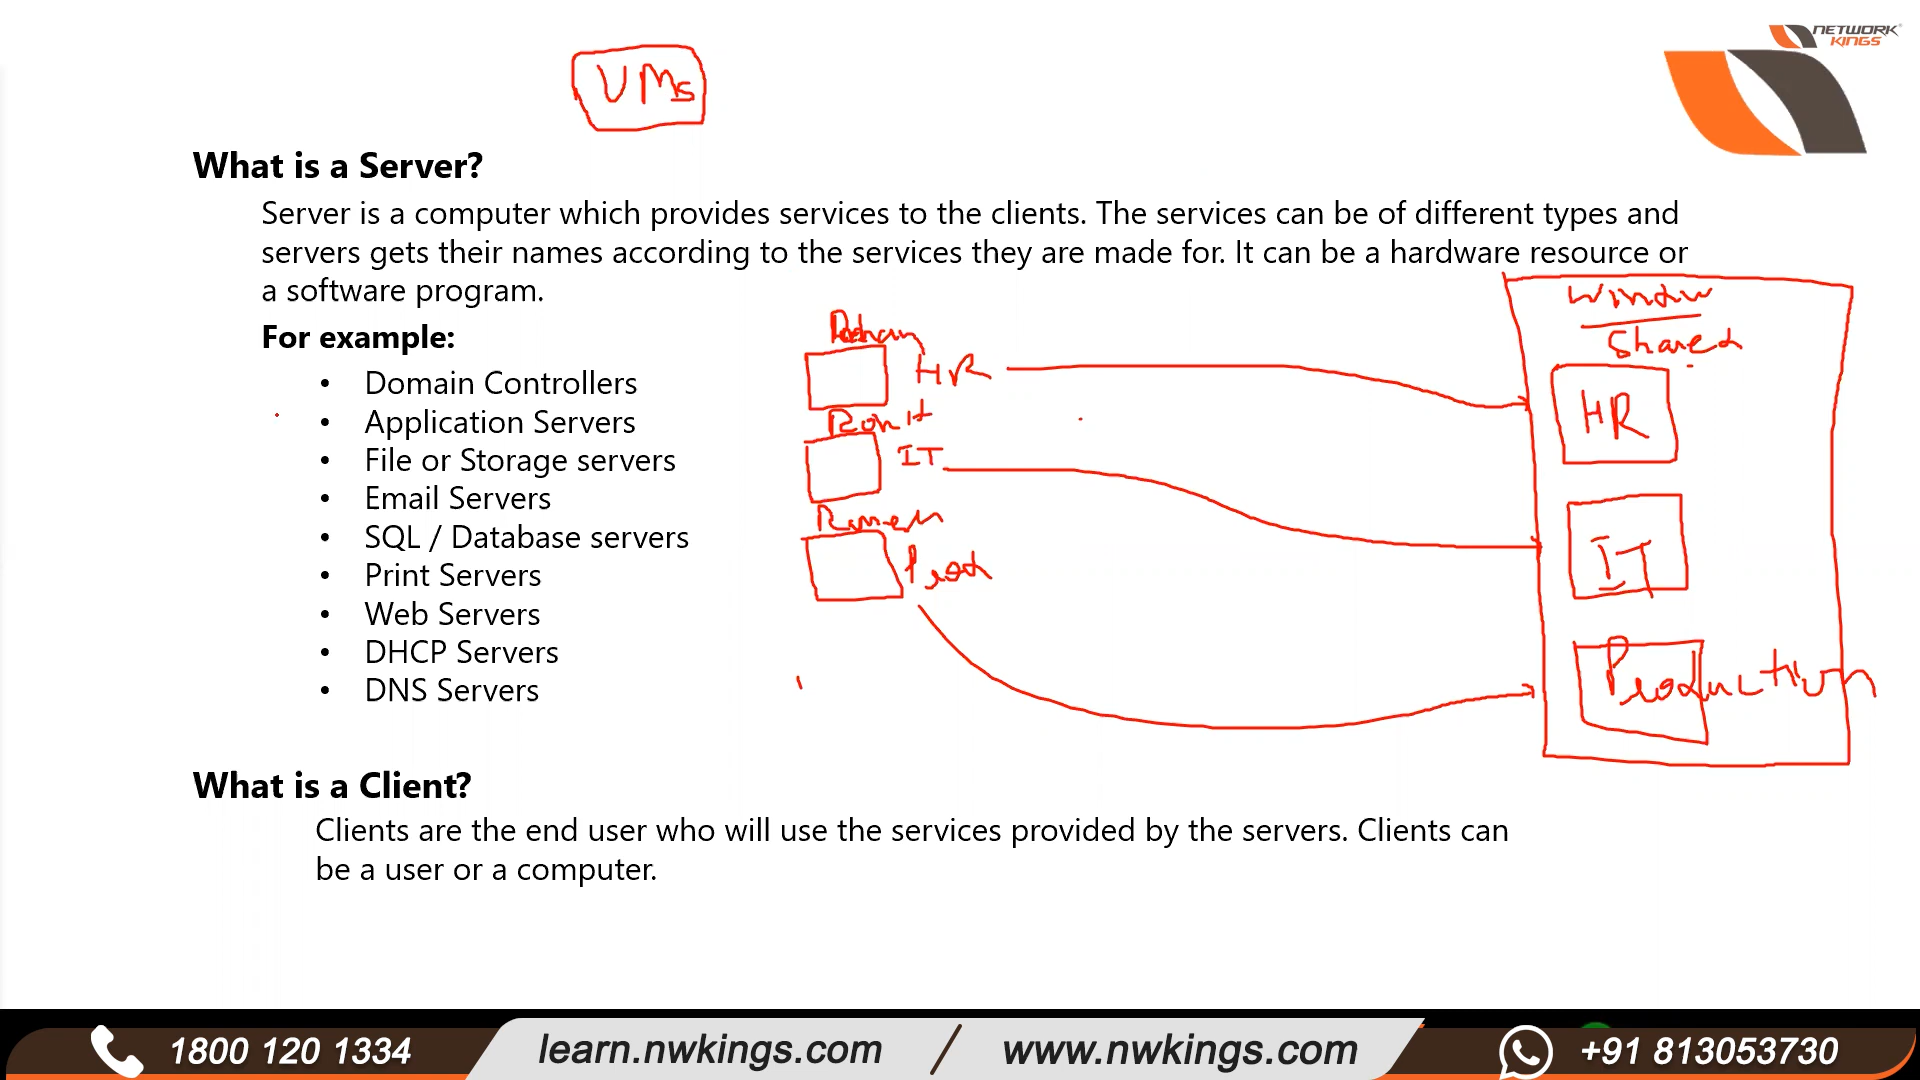 NETWORK
KINGS
VMs
What is a Server?
Server is a computer which provides services to the clients. The services can be of different types and
servers gets their names according to the services they are made for. It can be a hardware resource or
a software program.
For example:
• Domain Controllers
• Application Servers
• File or Storage servers
• Email Servers
• SQL / Database servers
• Print Servers
• Web Servers
• DHCP Servers
• DNS Servers
HR
Rohit
IT
Prod
Window
Shared
HR
IT
Production
What is a Client?
Clients are the end user who will use the services provided by the servers. Clients can
be a user or a computer.
1800 120 1334
learn.nwkings.com / www.nwkings.com
+91 813053730